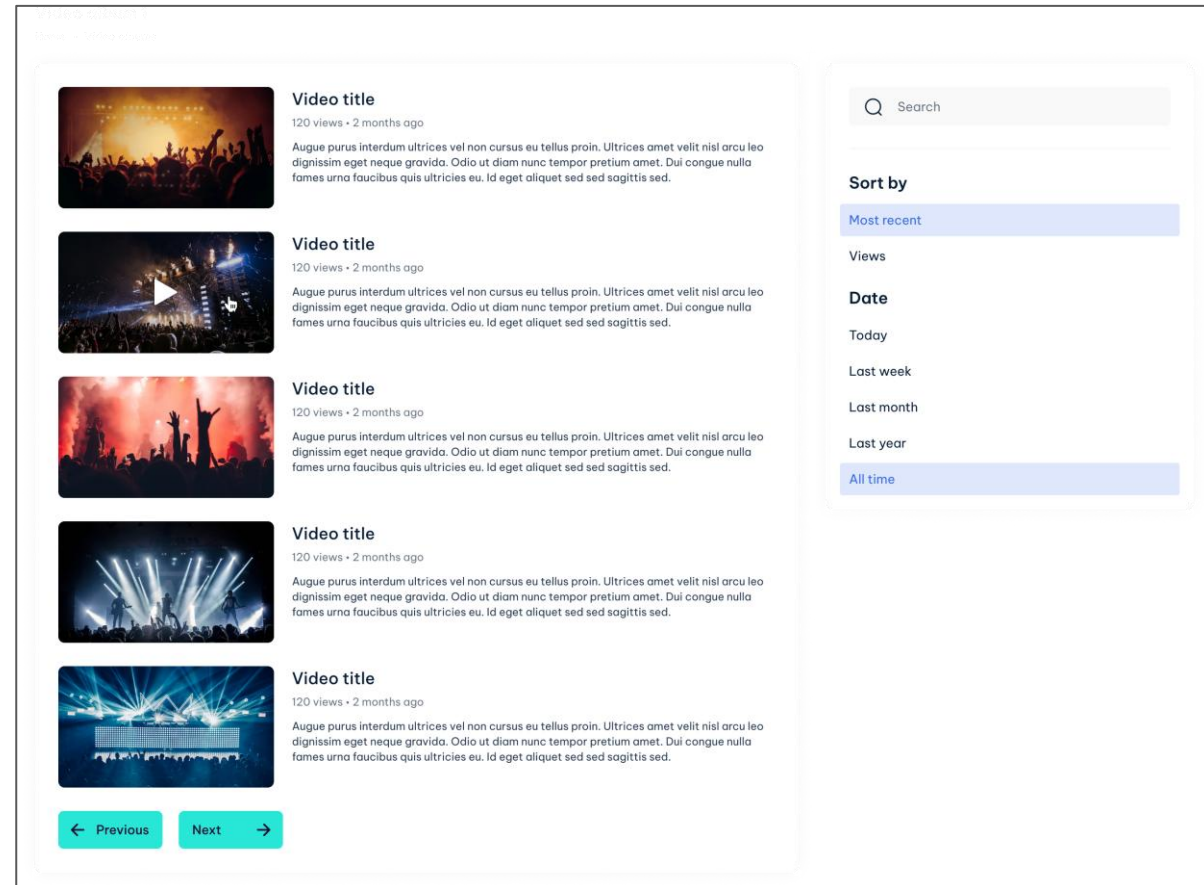 Video title
120 views • 2 months ago
Augue purus interdum ultrices vel non cursus eu tellus proin. Ultrices amet velit nisl arcu leo
dignissim eget neque gravida. Odio ut diam nunc tempor pretium amet. Dui congue nulla
fames urna faucibus quis ultricies eu. Id eget aliquet sed sed sagittis sed.
Video title
120 views • 2 months ago
Augue purus interdum ultrices vel non cursus eu tellus proin. Ultrices amet velit nisl arcu leo
dignissim eget neque gravida. Odio ut diam nunc tempor pretium amet. Dui congue nulla
fames urna faucibus quis ultricies eu. Id eget aliquet sed sed sagittis sed.
Video title
120 views • 2 months ago
Augue purus interdum ultrices vel non cursus eu tellus proin. Ultrices amet velit nisl arcu leo
dignissim eget neque gravida. Odio ut diam nunc tempor pretium amet. Dui congue nulla
fames urna faucibus quis ultricies eu. Id eget aliquet sed sed sagittis sed.
Video title
120 views • 2 months ago
Augue purus interdum ultrices vel non cursus eu tellus proin. Ultrices amet velit nisl arcu leo
dignissim eget neque gravida. Odio ut diam nunc tempor pretium amet. Dui congue nulla
fames urna faucibus quis ultricies eu. Id eget aliquet sed sed sagittis sed.
Video title
120 views • 2 months ago
Augue purus interdum ultrices vel non cursus eu tellus proin. Ultrices amet velit nisl arcu leo
dignissim eget neque gravida. Odio ut diam nunc tempor pretium amet. Dui congue nulla
fames urna faucibus quis ultricies eu. Id eget aliquet sed sed sagittis sed.
← Previous
Next →
Search
Sort by
Most recent
Views
Date
Today
Last week
Last month
Last year
All time